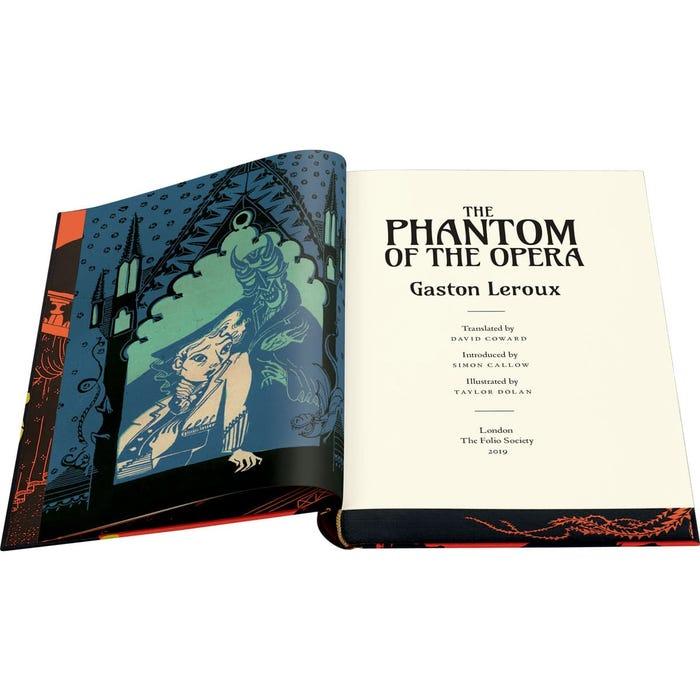 THE
PHANTOM
OF THE OPERA
Gaston Leroux
Translated by
DAVID COWARD
Introduced by
SIMON CALLOW
Illustrated by
TAYLOR DOLAN
London
The Folio Society
2019